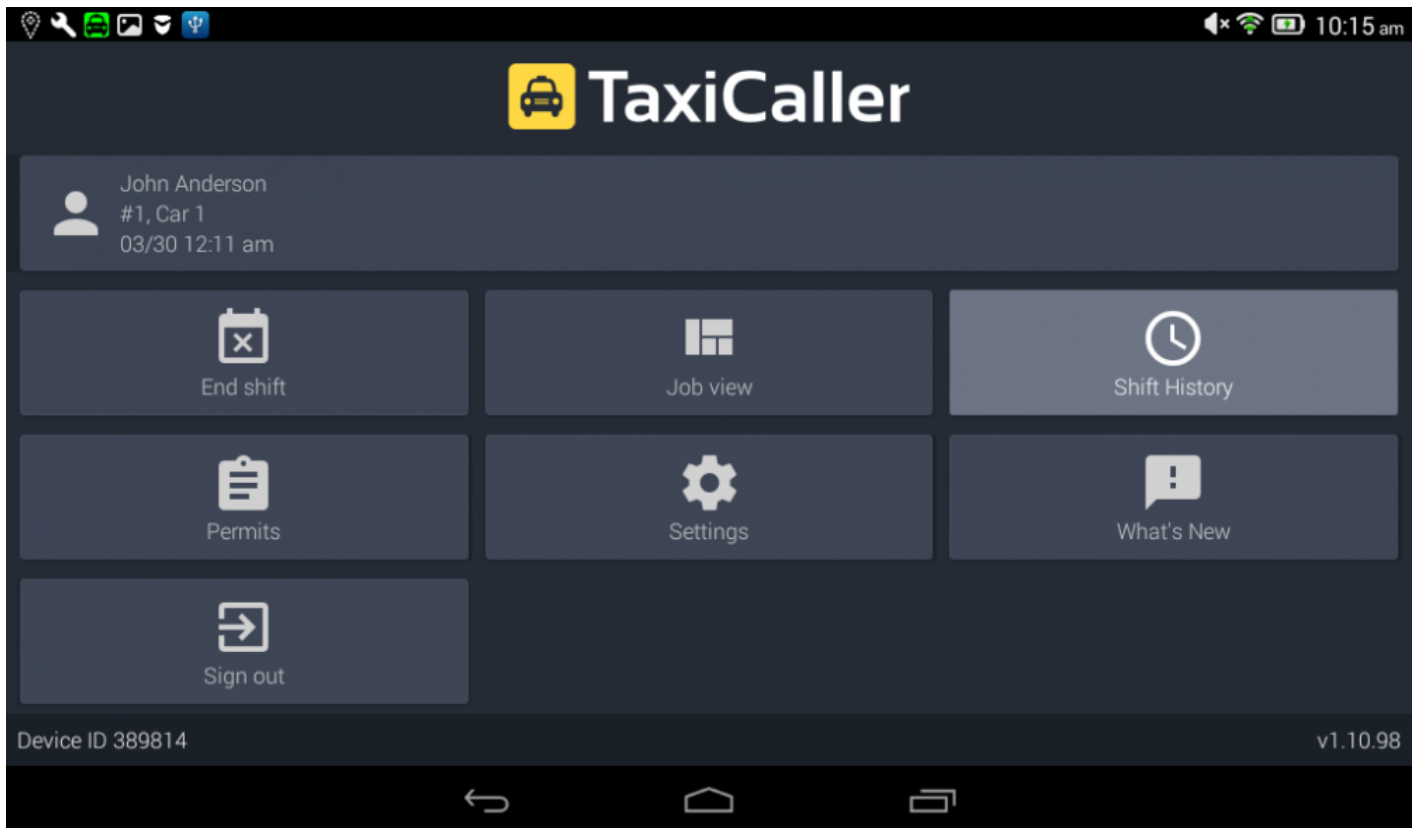 10:15 am
TaxiCaller
John Anderson
#1, Car 1
03/30 12:11 am
End shift
Job view
Shift History
Permits
Settings
What's New
Sign out
Device ID 389814
v1.10.98